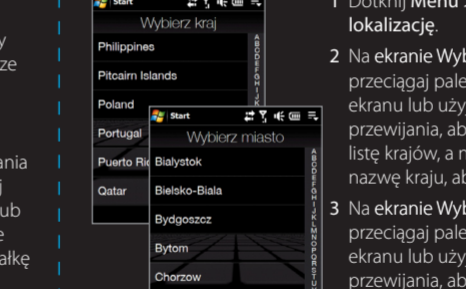 y
ze
ania
j
ub
e
ałkę
Start
Wybierz kraj
Philippines
Pitcairn Islands
Poland
Portugal
Puerto Ric
Qatar
A
B
C
D
E
F
G
H
I
J
K
Start
Wybierz miasto
Bialystok
Bielsko-Biala
Bydgoszcz
Bytom
Chorzow
A
B
C
D
E
F
G
H
I
J
K
L
M
N
O
P
Q
R
S
T
U
1 Dotknij Menu >
lokalizację.
2 Na ekranie Wyb
przeciągaj pale
ekranu lub uży
przewijania, ab
listę krajów, a n
nazwę kraju, ab
3 Na ekranie Wyb
przeciągaj pale
ekranu lub uży
przewijania, ab